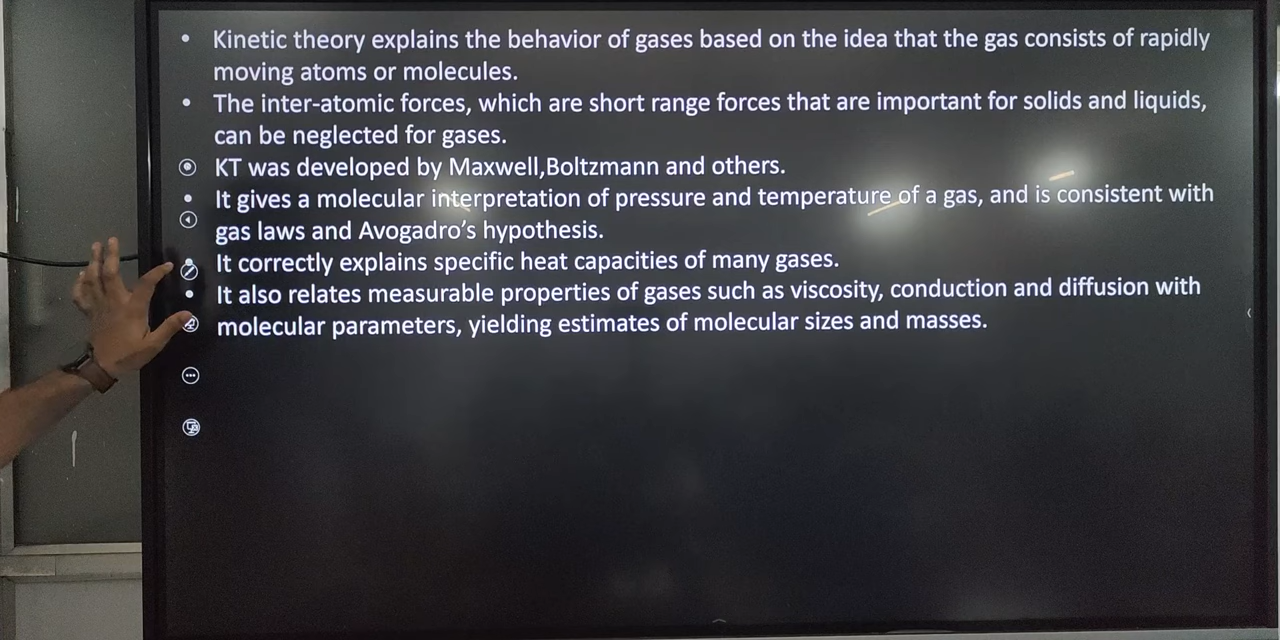 • Kinetic theory explains the behavior of gases based on the idea that the gas consists of rapidly
moving atoms or molecules.
• The inter-atomic forces, which are short range forces that are important for solids and liquids,
can be neglected for gases.
• KT was developed by Maxwell,Boltzmann and others.
• It gives a molecular interpretation of pressure and temperature of a gas, and is consistent with
gas laws and Avogadro's hypothesis.
• It correctly explains specific heat capacities of many gases.
• It also relates measurable properties of gases such as viscosity, conduction and diffusion with
molecular parameters, yielding estimates of molecular sizes and masses.